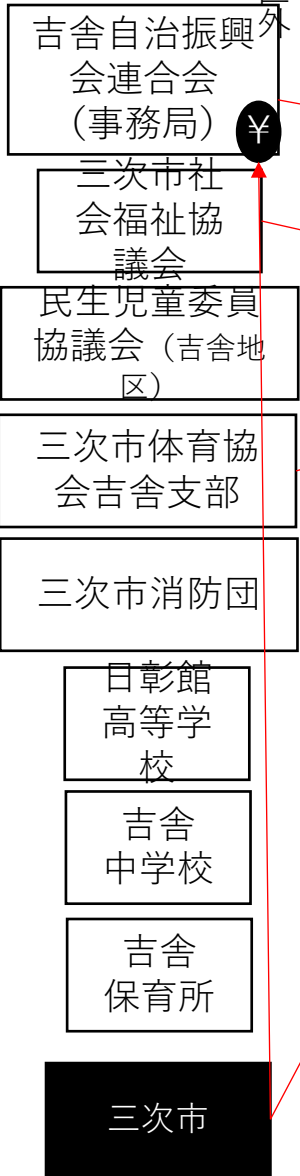 外
吉舎自治振興
会連合会
（事務局）
¥
三次市社
会福祉協
議会
民生児童委員
協議会（吉舎地
区）
三次市体育協
会吉舎支部
三次市消防団
日彰館
高等学
校
吉舎
中学校
吉舎
保育所
三次市